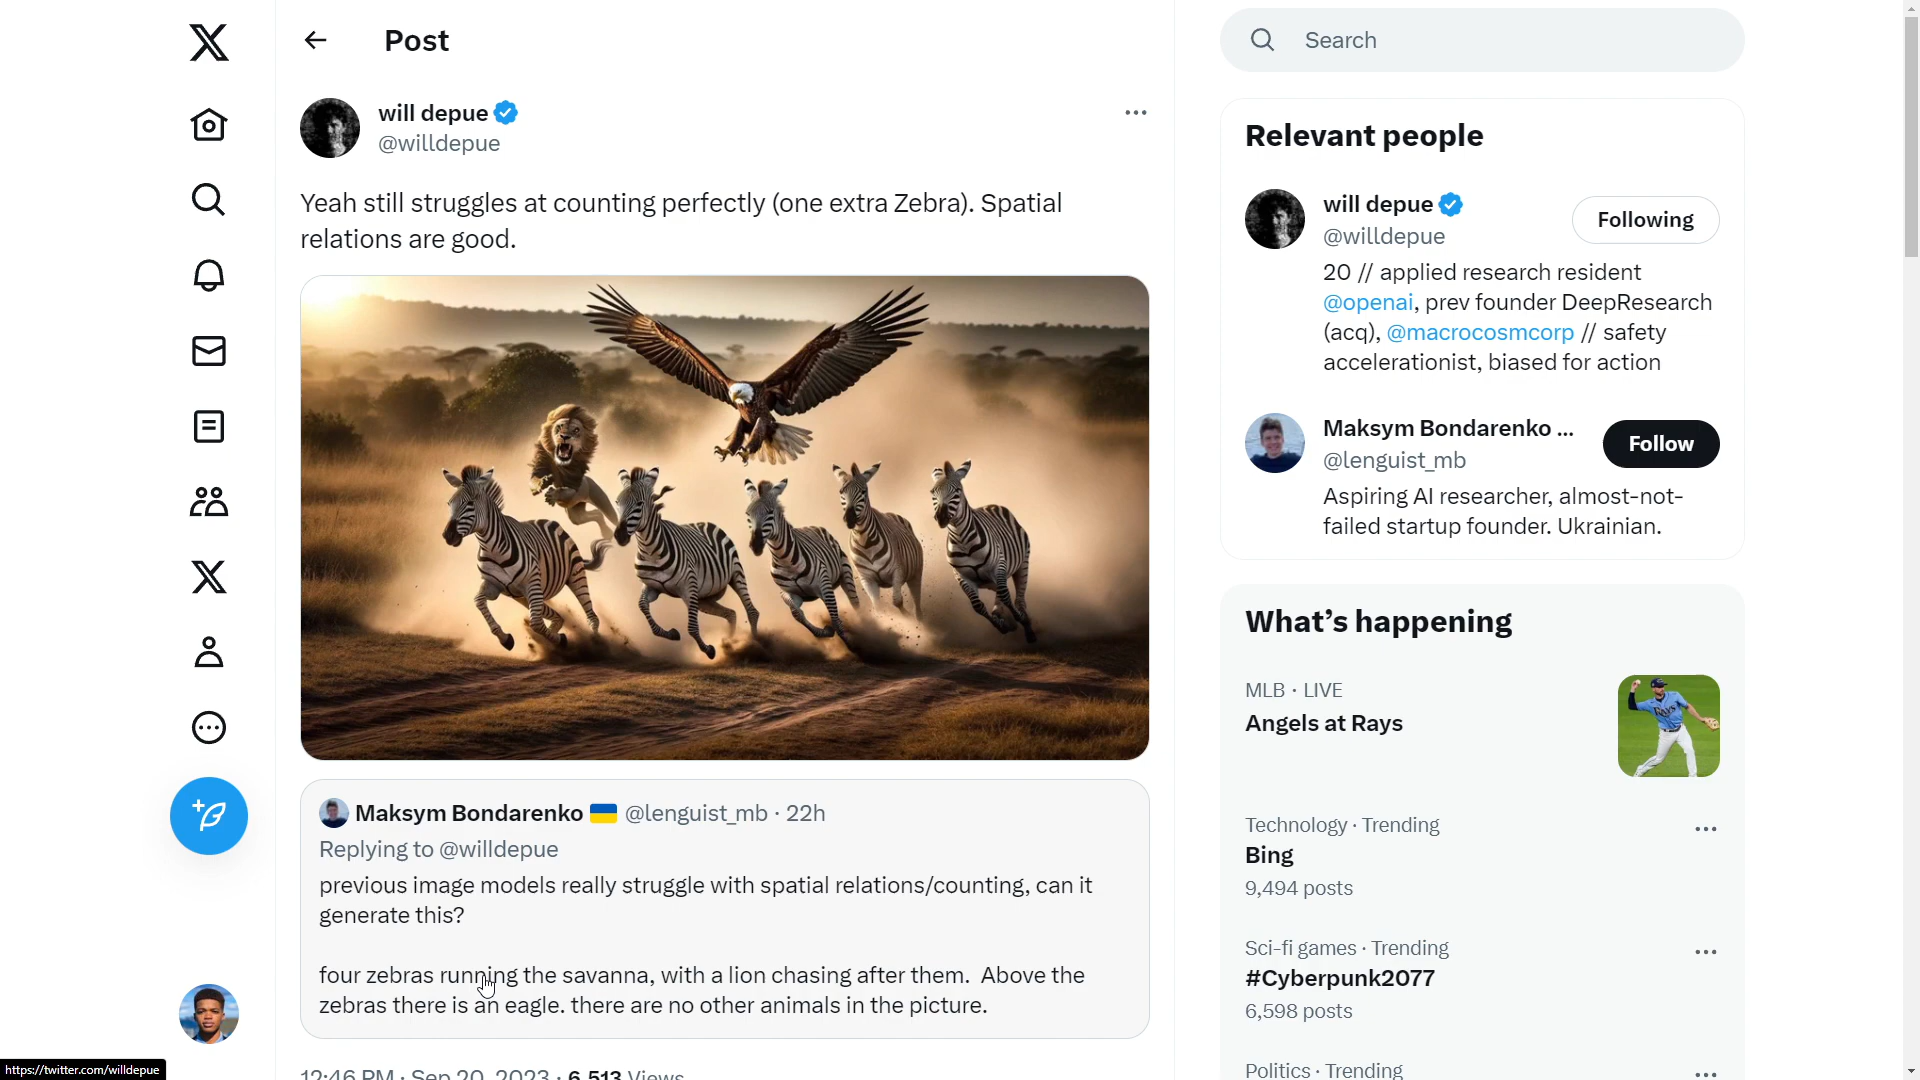 Post
Search
will depue
@willdepue
Yeah still struggles at counting perfectly (one extra Zebra). Spatial
relations are good.
Maksym Bondarenko 🇺🇦 @lenguist_mb · 22h
Replying to @willdepue
previous image models really struggle with spatial relations/counting, can it
generate this?
four zebras running the savanna, with a lion chasing after them. Above the
zebras there is an eagle. there are no other animals in the picture.
12:46 PM · Sep 20, 2023 · 6,513 Views
Relevant people
will depue
@willdepue
Following
20 // applied research resident
@openai, prev founder DeepResearch
(acq), @macrocosmcorp // safety
accelerationist, biased for action
Maksym Bondarenko ...
@lenguist_mb
Follow
Aspiring AI researcher, almost-not-
failed startup founder. Ukrainian.
What's happening
MLB · LIVE
Angels at Rays
RAYS
Technology · Trending
Bing
9,494 posts
Sci-fi games · Trending
#Cyberpunk2077
6,598 posts
Politics · Trending
https://twitter.com/willdepue